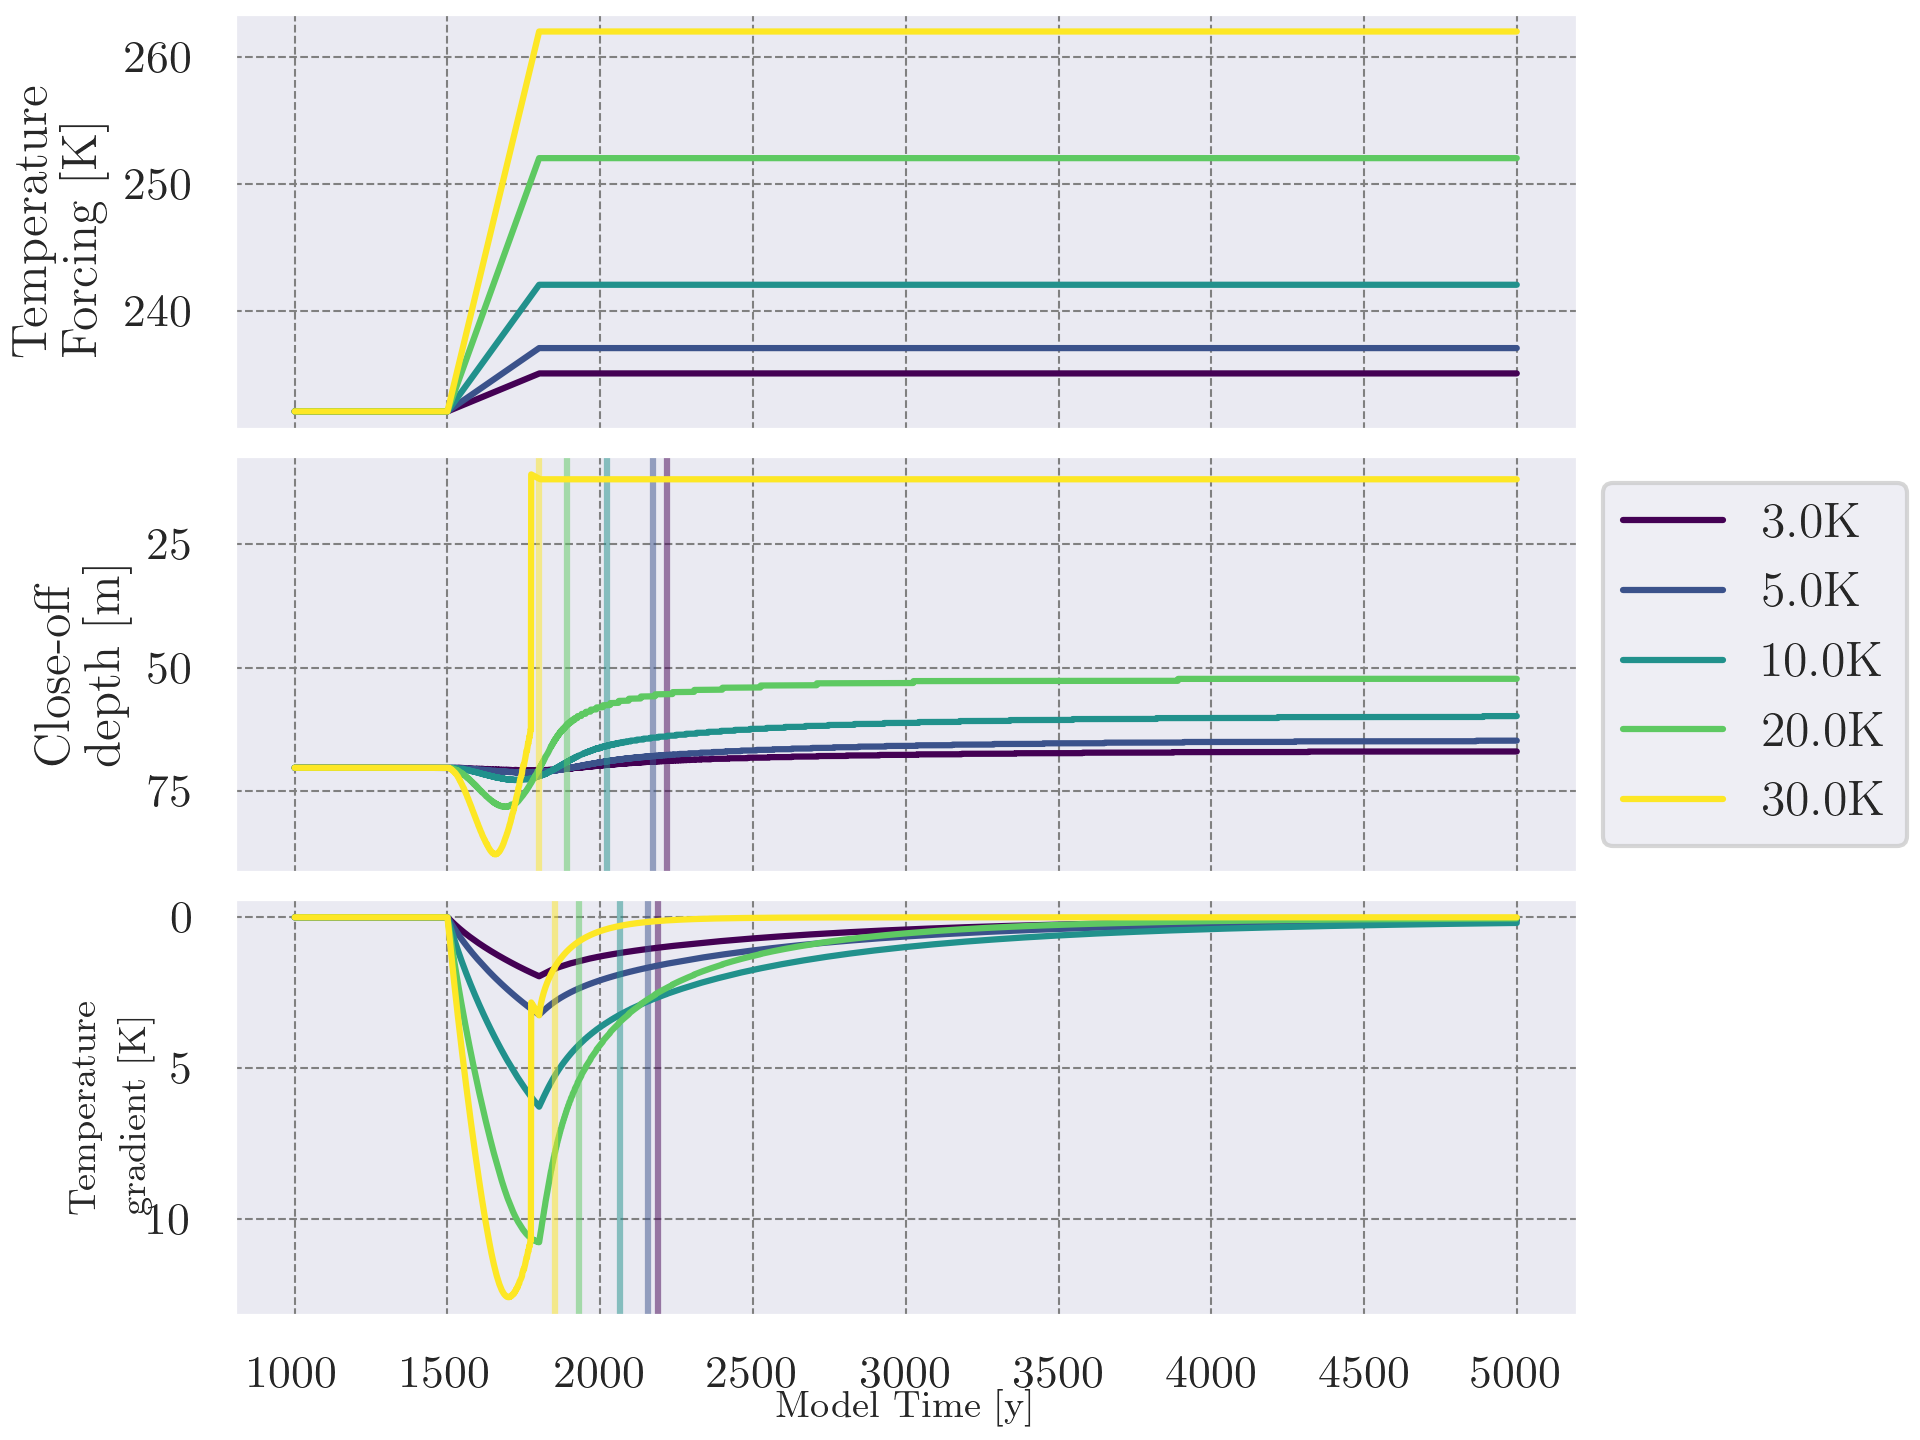 Temperature
Forcing [K]
260
250
240
Close-off
depth [m]
25
50
75
3.0K
5.0K
10.0K
20.0K
30.0K
Temperature
gradient [K]
0
5
10
1000 1500 2000 2500 3000 3500 4000 4500 5000
Model Time [y]